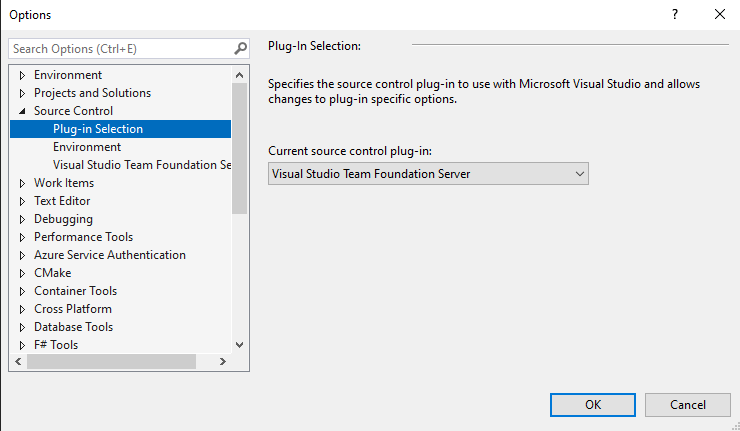 Options
?
Search Options (Ctrl+E)
Environment
Projects and Solutions
Source Control
Plug-in Selection
Environment
Visual Studio Team Foundation Se
Work Items
Text Editor
Debugging
Performance Tools
Azure Service Authentication
CMake
Container Tools
Cross Platform
Database Tools
F# Tools
Plug-In Selection:
Specifies the source control plug-in to use with Microsoft Visual Studio and allows
changes to plug-in specific options.
Current source control plug-in:
Visual Studio Team Foundation Server
OK
Cancel